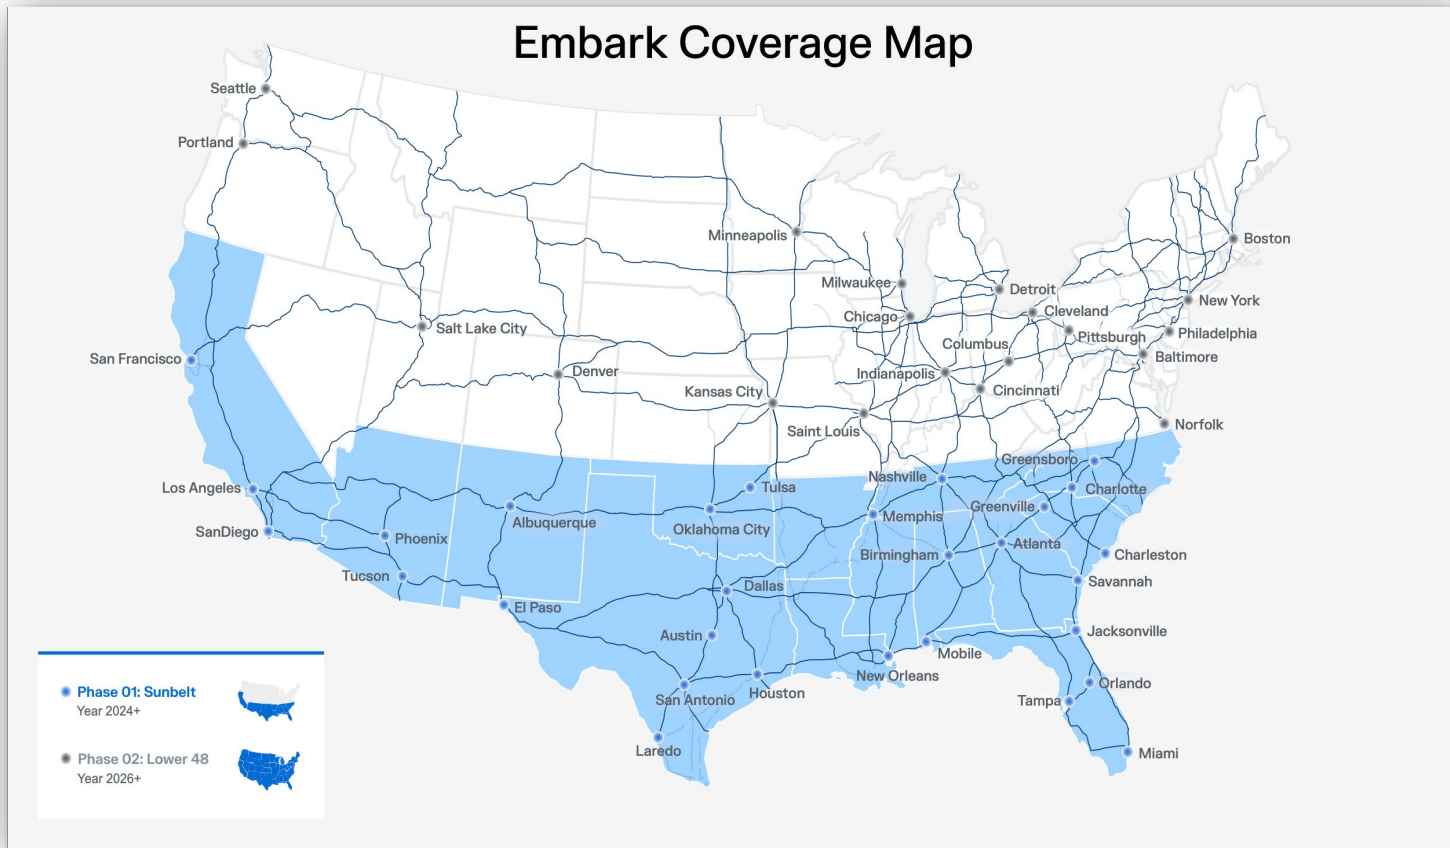 Embark Coverage Map
Seattle
Portland
Minneapolis
Boston
Milwaukee
Detroit
New York
Chicago
Cleveland
Salt Lake City
Philadelphia
Pittsburgh
Columbus
San Francisco
Baltimore
Denver
Indianapolis
Kansas City
Cincinnati
Saint Louis
Norfolk
Greensboro
Nashville
Los Angeles
Tulsa
Charlotte
Greenville
Albuquerque
Memphis
Oklahoma City
SanDiego
Phoenix
Atlanta
Birmingham
Charleston
Tucson
Savannah
Dallas
El Paso
Austin
Jacksonville
Mobile
New Orleans
Orlando
Houston
San Antonio
Tampa
Laredo
Miami
Phase 01: Sunbelt
Year 2024+
Phase 02: Lower 48
Year 2026+